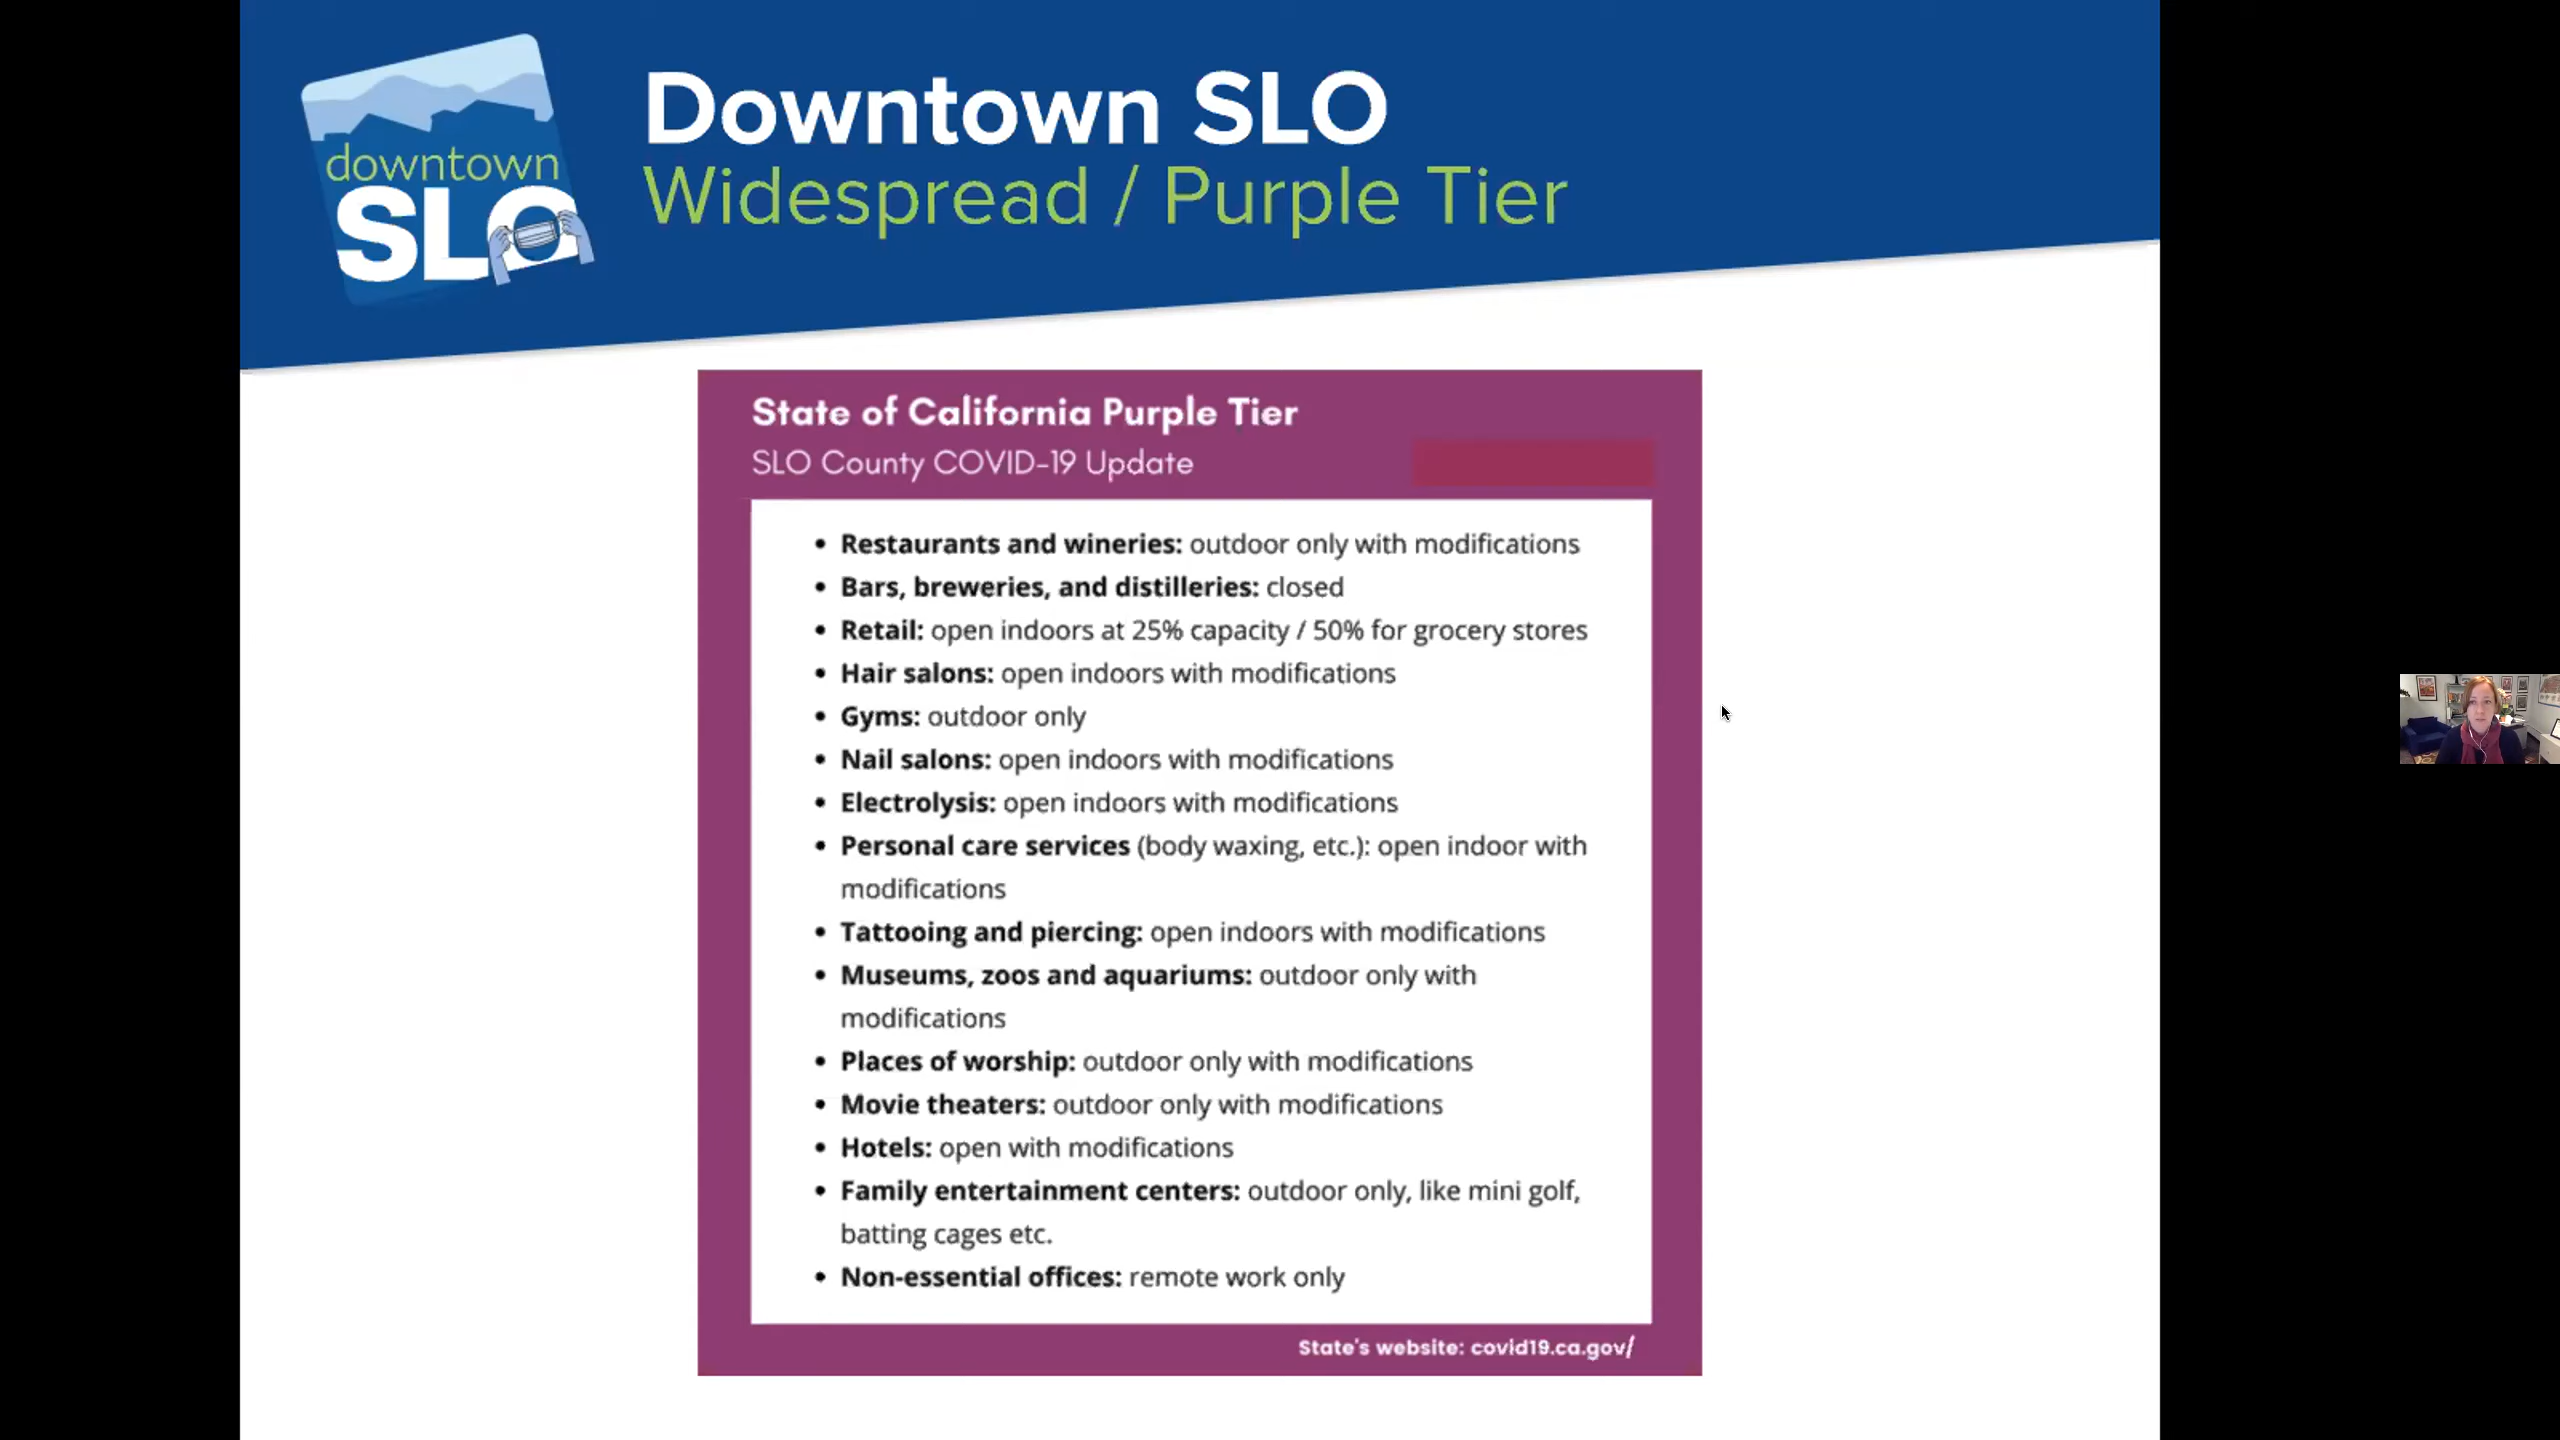 downtown
SLO
Downtown SLO
Widespread / Purple Tier
State of California Purple Tier
SLO County COVID-19 Update
• Restaurants and wineries: outdoor only with modifications
• Bars, breweries, and distilleries: closed
• Retail: open indoors at 25% capacity / 50% for grocery stores
• Hair salons: open indoors with modifications
• Gyms: outdoor only
• Nail salons: open indoors with modifications
• Electrolysis: open indoors with modifications
• Personal care services (body waxing, etc.): open indoor with
modifications
• Tattooing and piercing: open indoors with modifications
• Museums, zoos and aquariums: outdoor only with
modifications
• Places of worship: outdoor only with modifications
• Movie theaters: outdoor only with modifications
• Hotels: open with modifications
• Family entertainment centers: outdoor only, like mini golf,
batting cages etc.
• Non-essential offices: remote work only
State's website: covid19.ca.gov/